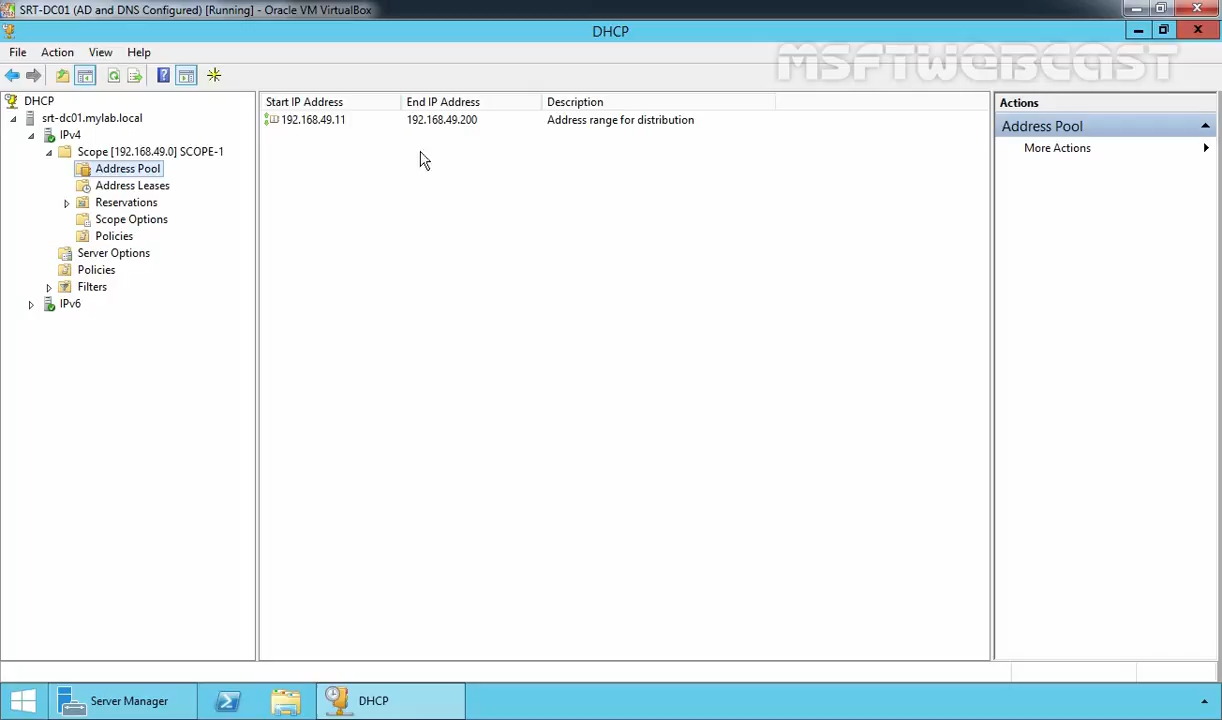 SRT-DC01 (AD and DNS Configured) [Running] - Oracle VM VirtualBox
DHCP
File Action View Help
MSFTWEBCAST
DHCP
srt-dc01.mylab.local
IPv4
Scope [192.168.49.0] SCOPE-1
Address Pool
Address Leases
Reservations
Scope Options
Policies
Server Options
Policies
Filters
IPv6
Start IP Address End IP Address Description
192.168.49.11 192.168.49.200 Address range for distribution
Actions
Address Pool
More Actions
Server Manager
DHCP